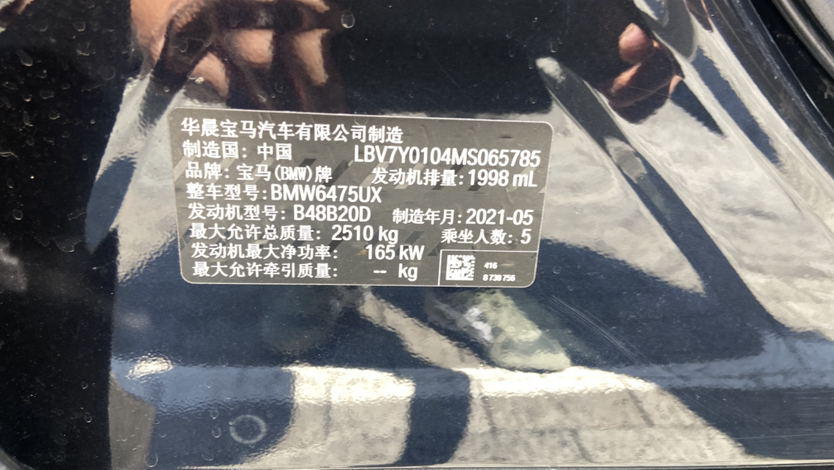 华晨宝马汽车有限公司制造
制造国: 中国 LBV7Y0104MS065785
品牌: 宝马(BMW)牌 发动机排量: 1998 mL
整车型号: BMW6475UX
发动机型号: B48B20D 制造年月: 2021-05
最大允许总质量: 2510 kg 乘坐人数: 5
发动机最大净功率: 165 kW
最大允许牵引质量: -- kg
416
8738756